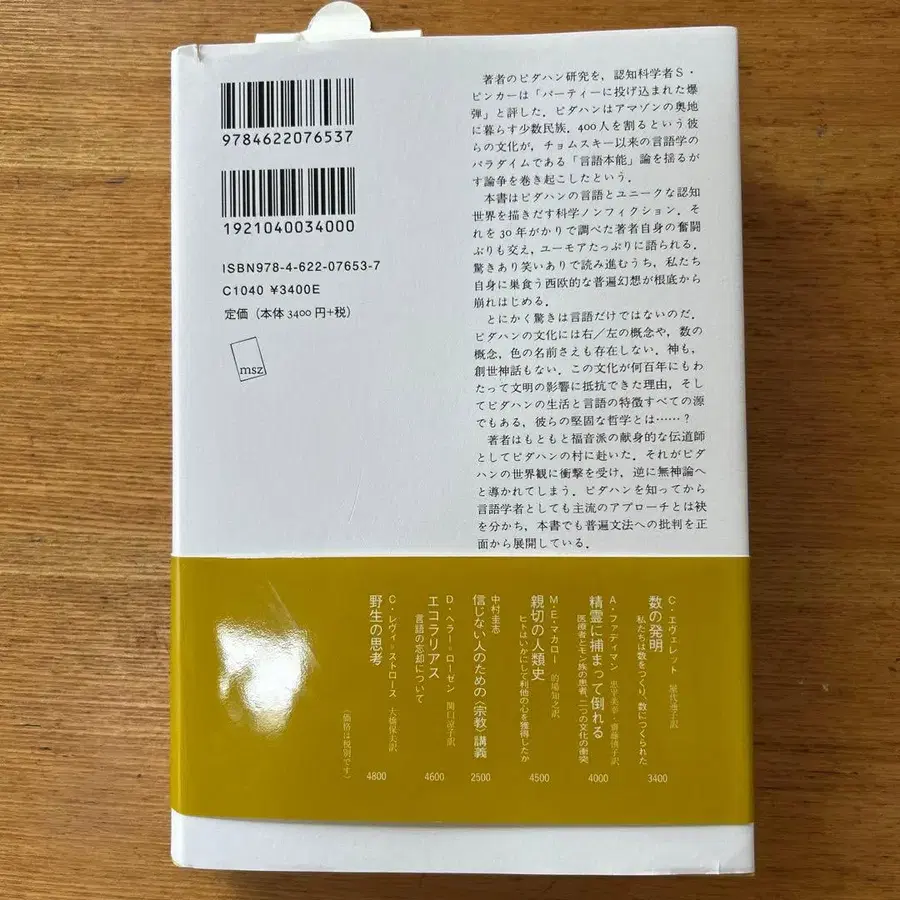 9784622076537
1921040034000
ISBN978-4-622-07653-7
C1040 ¥3400E
定価（本体3400円+税）
msz
著者のピダハン研究を，認知科学者S・
ピンカーは「パーティーに投げ込まれた爆
弾」と評した．ピダハンはアマゾンの奥地
に暮らす少数民族．400人を割るという彼
らの文化が，チョムスキー以来の言語学の
パラダイムである「言語本能」論を揺るが
す論争を巻き起こしたという．
本書はピダハンの言語とユニークな認知
世界を描きだす科学ノンフィクション．そ
れを30年がかりで調べた著者自身の奮闘
ぶりも交え，ユーモアたっぷりに語られる．
驚きあり笑いありで読み進むうち，私たち
自身に巣食う西欧的な普遍幻想が根底から
崩れはじめる．
とにかく驚きは言語だけではないのだ．
ピダハンの文化には右／左の概念や，数の
概念，色の名前さえも存在しない．神も，
創世神話もない．この文化が何百年にもわ
たって文明の影響に抵抗できた理由，そし
てピダハンの生活と言語の特徴すべての源
でもある，彼らの堅固な哲学とは……？
著者はもともと福音派の献身的な伝道師
としてピダハンの村に赴いた．それがピダ
ハンの世界観に衝撃を受け，逆に無神論へ
と導かれてしまう．ピダハンを知ってから
言語学者としても主流のアプローチとは袂
を分かち，本書でも普遍文法への批判を正
面から展開している．
C・エヴェレット 屋代通子訳
数の発明
私たちは数をつくり、数につくられた
3400
A・ファディマン 忠平美幸・齋藤慎子訳
精霊に捕まって倒れる
医療者とモン族の患者、二つの文化の衝突
4000
M・E・マカロー 的場知之訳
親切の人類史
ヒトはいかにして利他の心を獲得したか
4500
中村圭志
信じない人のための〈宗教〉講義
2500
D・ヘラー＝ローゼン 関口涼子訳
エコラリアス
言語の忘却について
4600
C・レヴィ＝ストロース 大橋保夫訳
野生の思考
4800
（価格は税別です）